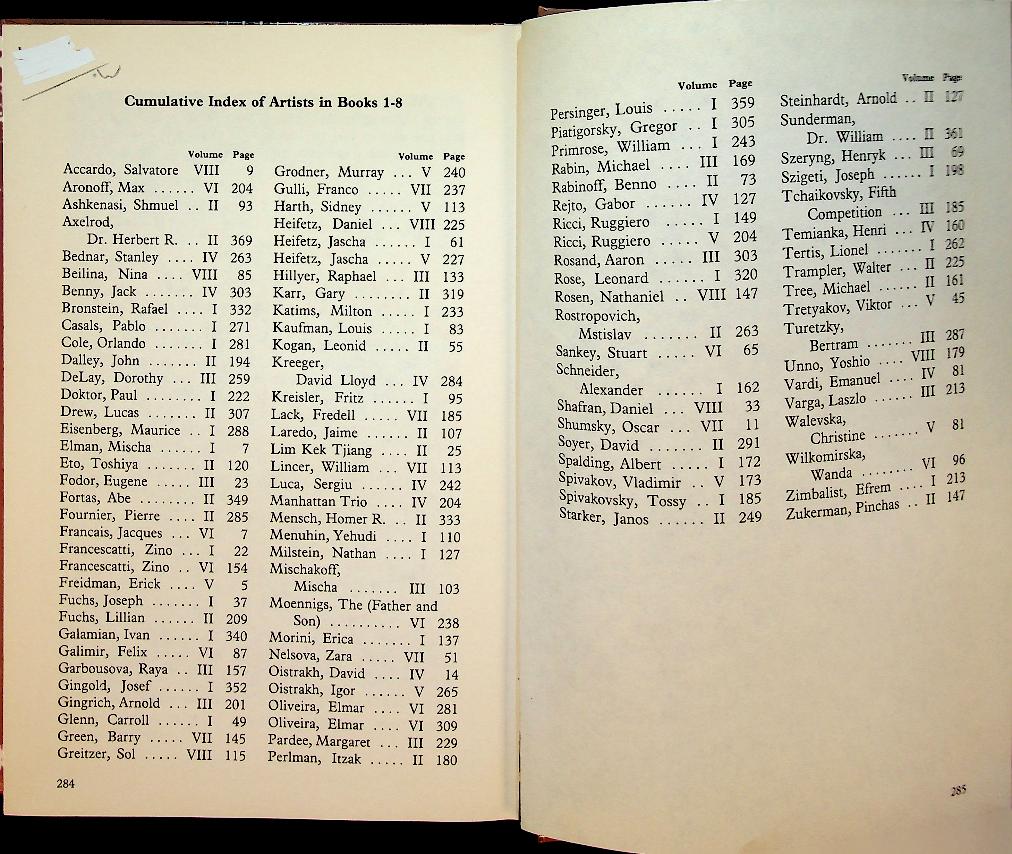 Cumulative Index of Artists in Books 1-8
Volume Page
Accardo, Salvatore VIII 9
Aronoff, Max ...... VI 204
Ashkenasi, Shmuel .. II 93
Axelrod,
Dr. Herbert R. .. II 369
Bednar, Stanley .... IV 263
Beilina, Nina .... VIII 85
Benny, Jack ....... IV 303
Bronstein, Rafael .... I 332
Casals, Pablo ....... I 271
Cole, Orlando ...... I 281
Dalley, John ....... II 194
DeLay, Dorothy ... III 259
Doktor, Paul ....... I 222
Drew, Lucas ....... II 307
Eisenberg, Maurice .. I 288
Elman, Mischa ...... I 7
Eto, Toshiya ....... II 120
Fodor, Eugene ..... III 23
Fortas, Abe ........ II 349
Fournier, Pierre .... II 285
Francais, Jacques ... VI 7
Francescatti, Zino ... I 22
Francescatti, Zino .. VI 154
Freidman, Erick .... V 5
Fuchs, Joseph ....... I 37
Fuchs, Lillian ...... II 209
Galamian, Ivan ...... I 340
Galimir, Felix ..... VI 87
Garbousova, Raya .. III 157
Gingold, Josef ...... I 352
Gingrich, Arnold ... III 201
Glenn, Carroll ...... I 49
Green, Barry ..... VII 145
Greitzer, Sol ..... VIII 115
284
Volume Page
Grodner, Murray ... V 240
Gulli, Franco ..... VII 237
Harth, Sidney ...... V 113
Heifetz, Daniel ... VIII 225
Heifetz, Jascha ...... I 61
Heifetz, Jascha ...... V 227
Hillyer, Raphael ... III 133
Karr, Gary ........ II 319
Katims, Milton ..... I 233
Kaufman, Louis ..... I 83
Kogan, Leonid ..... II 55
Kreeger,
David Lloyd ... IV 284
Kreisler, Fritz ...... I 95
Lack, Fredell ..... VII 185
Laredo, Jaime ...... II 107
Lim Kek Tjiang .... II 25
Lincer, William ... VII 113
Luca, Sergiu ...... IV 242
Manhattan Trio .... IV 204
Mensch, Homer R. .. II 333
Menuhin, Yehudi .... I 110
Milstein, Nathan .... I 127
Mischakoff,
Mischa ....... III 103
Moennigs, The (Father and
Son) .......... VI 238
Morini, Erica ....... I 137
Nelsova, Zara ..... VII 51
Oistrakh, David .... IV 14
Oistrakh, Igor ...... V 265
Oliveira, Elmar .... VI 281
Oliveira, Elmar .... VI 309
Pardee, Margaret ... III 229
Perlman, Itzak ..... II 180
Volume Page
Persinger, Louis ..... I 359
Piatigorsky, Gregor .. I 305
Primrose, William ... I 243
Rabin, Michael .... III 169
Rabinoff, Benno .... II 73
Rejto, Gabor ...... IV 127
Ricci, Ruggiero ..... I 149
Ricci, Ruggiero ..... V 204
Rosand, Aaron ..... III 303
Rose, Leonard ...... I 320
Rosen, Nathaniel .. VIII 147
Rostropovich,
Mstislav ....... II 263
Sankey, Stuart ..... VI 65
Schneider,
Alexander ...... I 162
Shafran, Daniel ... VIII 33
Shumsky, Oscar ... VII 11
Soyer, David ....... II 291
Spalding, Albert ..... I 172
Spivakov, Vladimir .. V 173
Spivakovsky, Tossy .. I 185
Starker, Janos ...... II 249
Volume Page
Steinhardt, Arnold .. II 127
Sunderman,
Dr. William .... II 361
Szeryng, Henryk ... III 69
Szigeti, Joseph ...... I 198
Tchaikovsky, Fifth
Competition ... III 185
Temianka, Henri ... IV 160
Tertis, Lionel ....... I 262
Trampler, Walter ... II 225
Tree, Michael ...... II 161
Tretyakov, Viktor ... V 45
Turetzky,
Bertram ....... III 287
Unno, Yoshio .... VIII 179
Vardi, Emanuel .... IV 81
Varga, Laszlo ...... III 213
Walevska,
Christine ....... V 81
Wilkomirska,
Wanda ........ VI 96
Zimbalist, Efrem .... I 213
Zukerman, Pinchas .. II 147
285